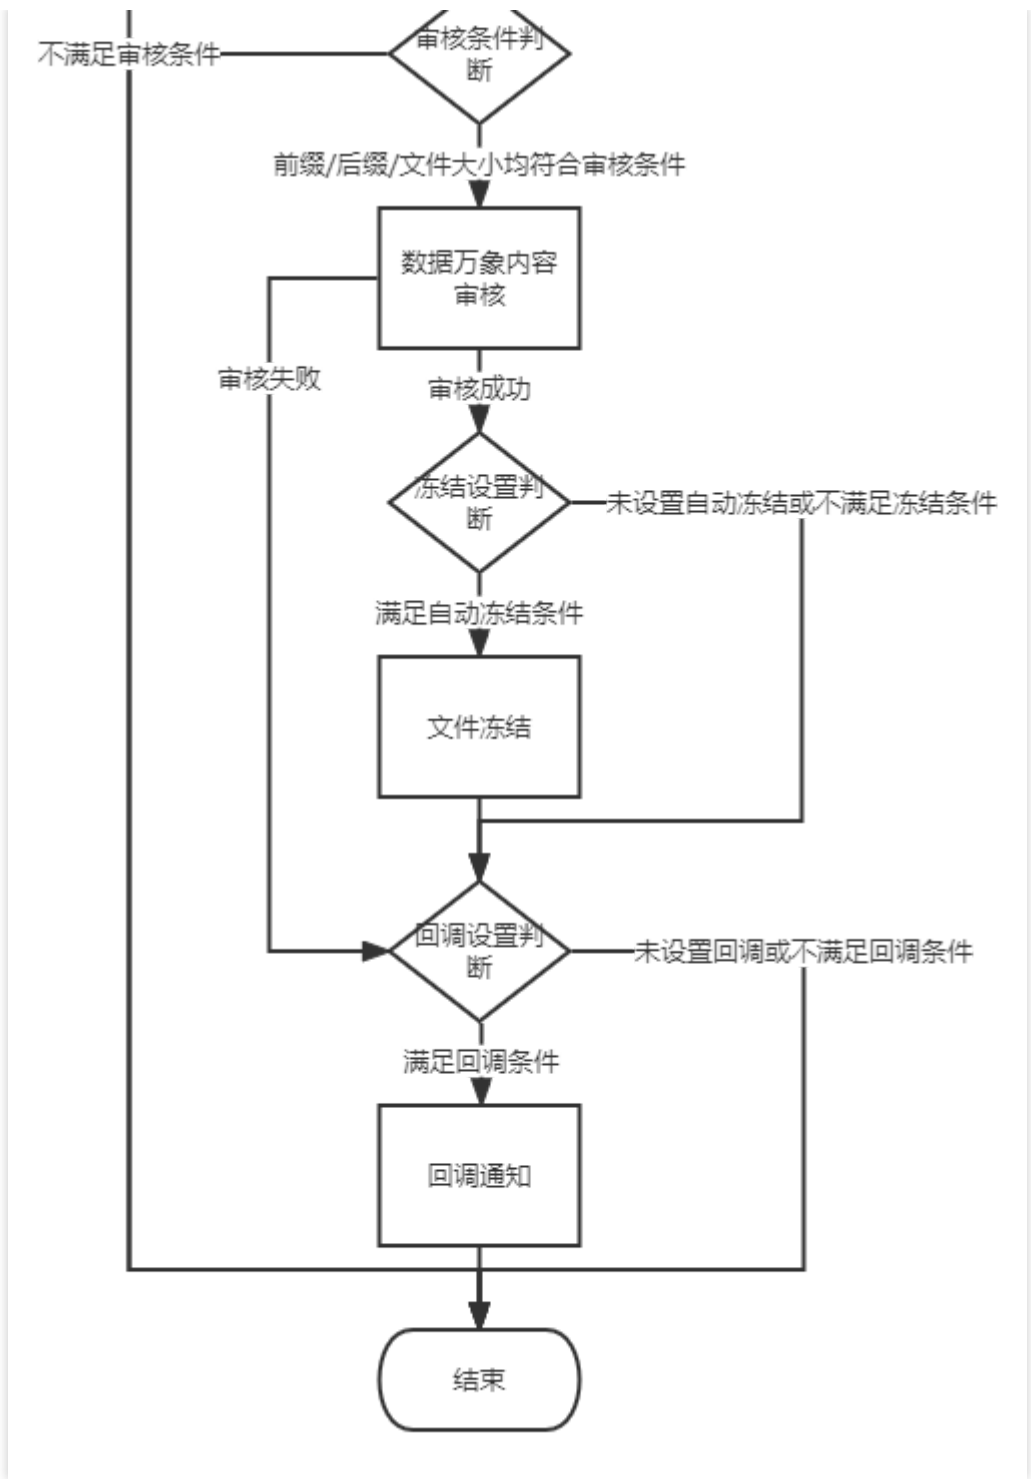 审核条件判
断
不满足审核条件
前缀/后缀/文件大小均符合审核条件
数据万象内容
审核
审核失败
审核成功
冻结设置判
断
未设置自动冻结或不满足冻结条件
满足自动冻结条件
文件冻结
回调设置判
断
未设置回调或不满足回调条件
满足回调条件
回调通知
结束